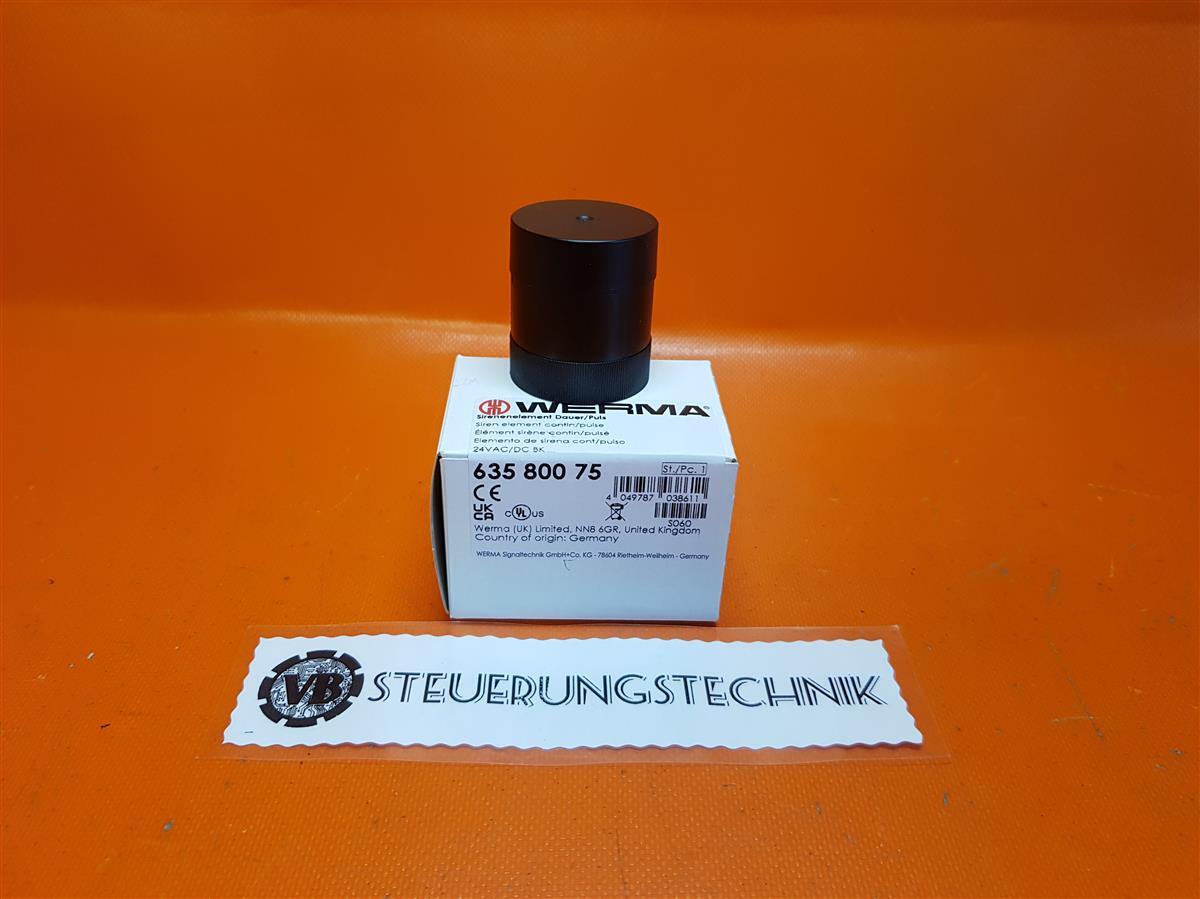 WERMA®
Sirenenelement Dauer/Puls
Siren element contin/pulse
Élément sirène contin/pulsé
Elemento de sirena cont/pulso
24VAC/DC BK
635 800 75
St./Pc. 1
CE
4 049787 038611
UK
CA
c UL us
S060
Werma (UK) Limited, NN8 6GR, United Kingdom
Country of origin: Germany
WERMA Signaltechnik GmbH+Co. KG - 78604 Rietheim-Weilheim - Germany
VB STEUERUNGSTECHNIK